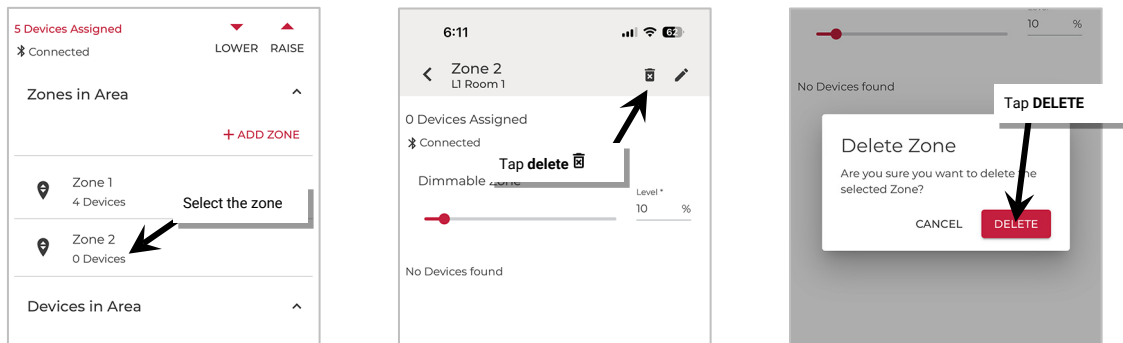 5 Devices Assigned
Connected
LOWER RAISE
Zones in Area
+ ADD ZONE
Zone 1
4 Devices
Select the zone
Zone 2
0 Devices
Devices in Area
6:11
62
Zone 2
L1 Room 1
0 Devices Assigned
Connected
Tap delete
Dimmable Zone
Level *
10 %
No Devices found
10 %
No Devices found
Tap DELETE
Delete Zone
Are you sure you want to delete the
selected Zone?
CANCEL DELETE